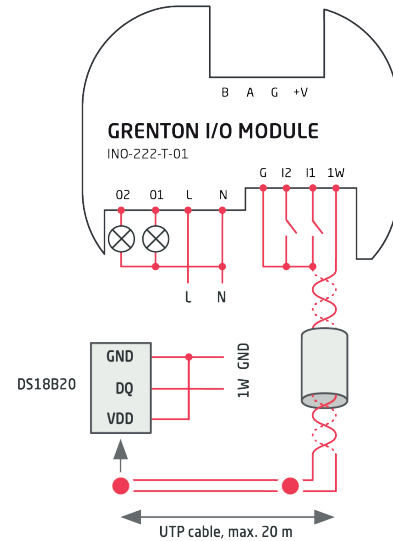 B A G +V
GRENTON I/O MODULE
INO-222-T-01
G I2 I1 1W
O2 O1 L N
L N
GND
DS18B20
DQ
VDD
1W GND
UTP cable, max. 20 m